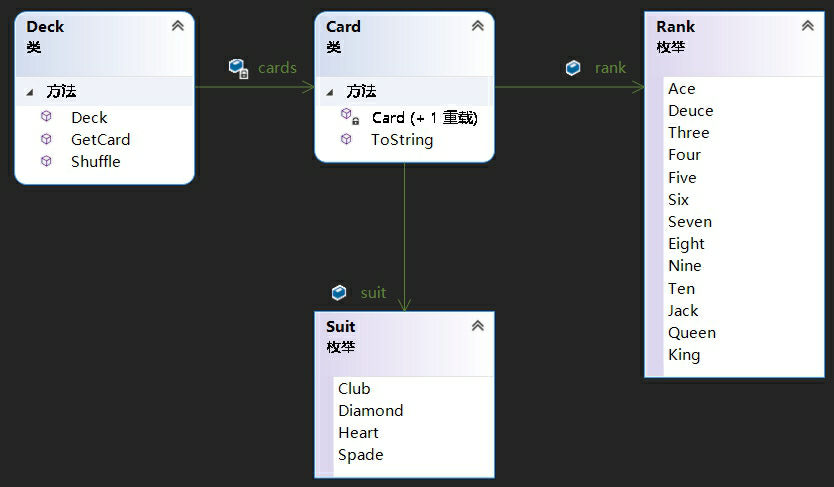 Deck
类
方法
Deck
GetCard
Shuffle
cards
Card
类
方法
Card (+ 1 重载)
ToString
rank
Rank
枚举
Ace
Deuce
Three
Four
Five
Six
Seven
Eight
Nine
Ten
Jack
Queen
King
suit
Suit
枚举
Club
Diamond
Heart
Spade